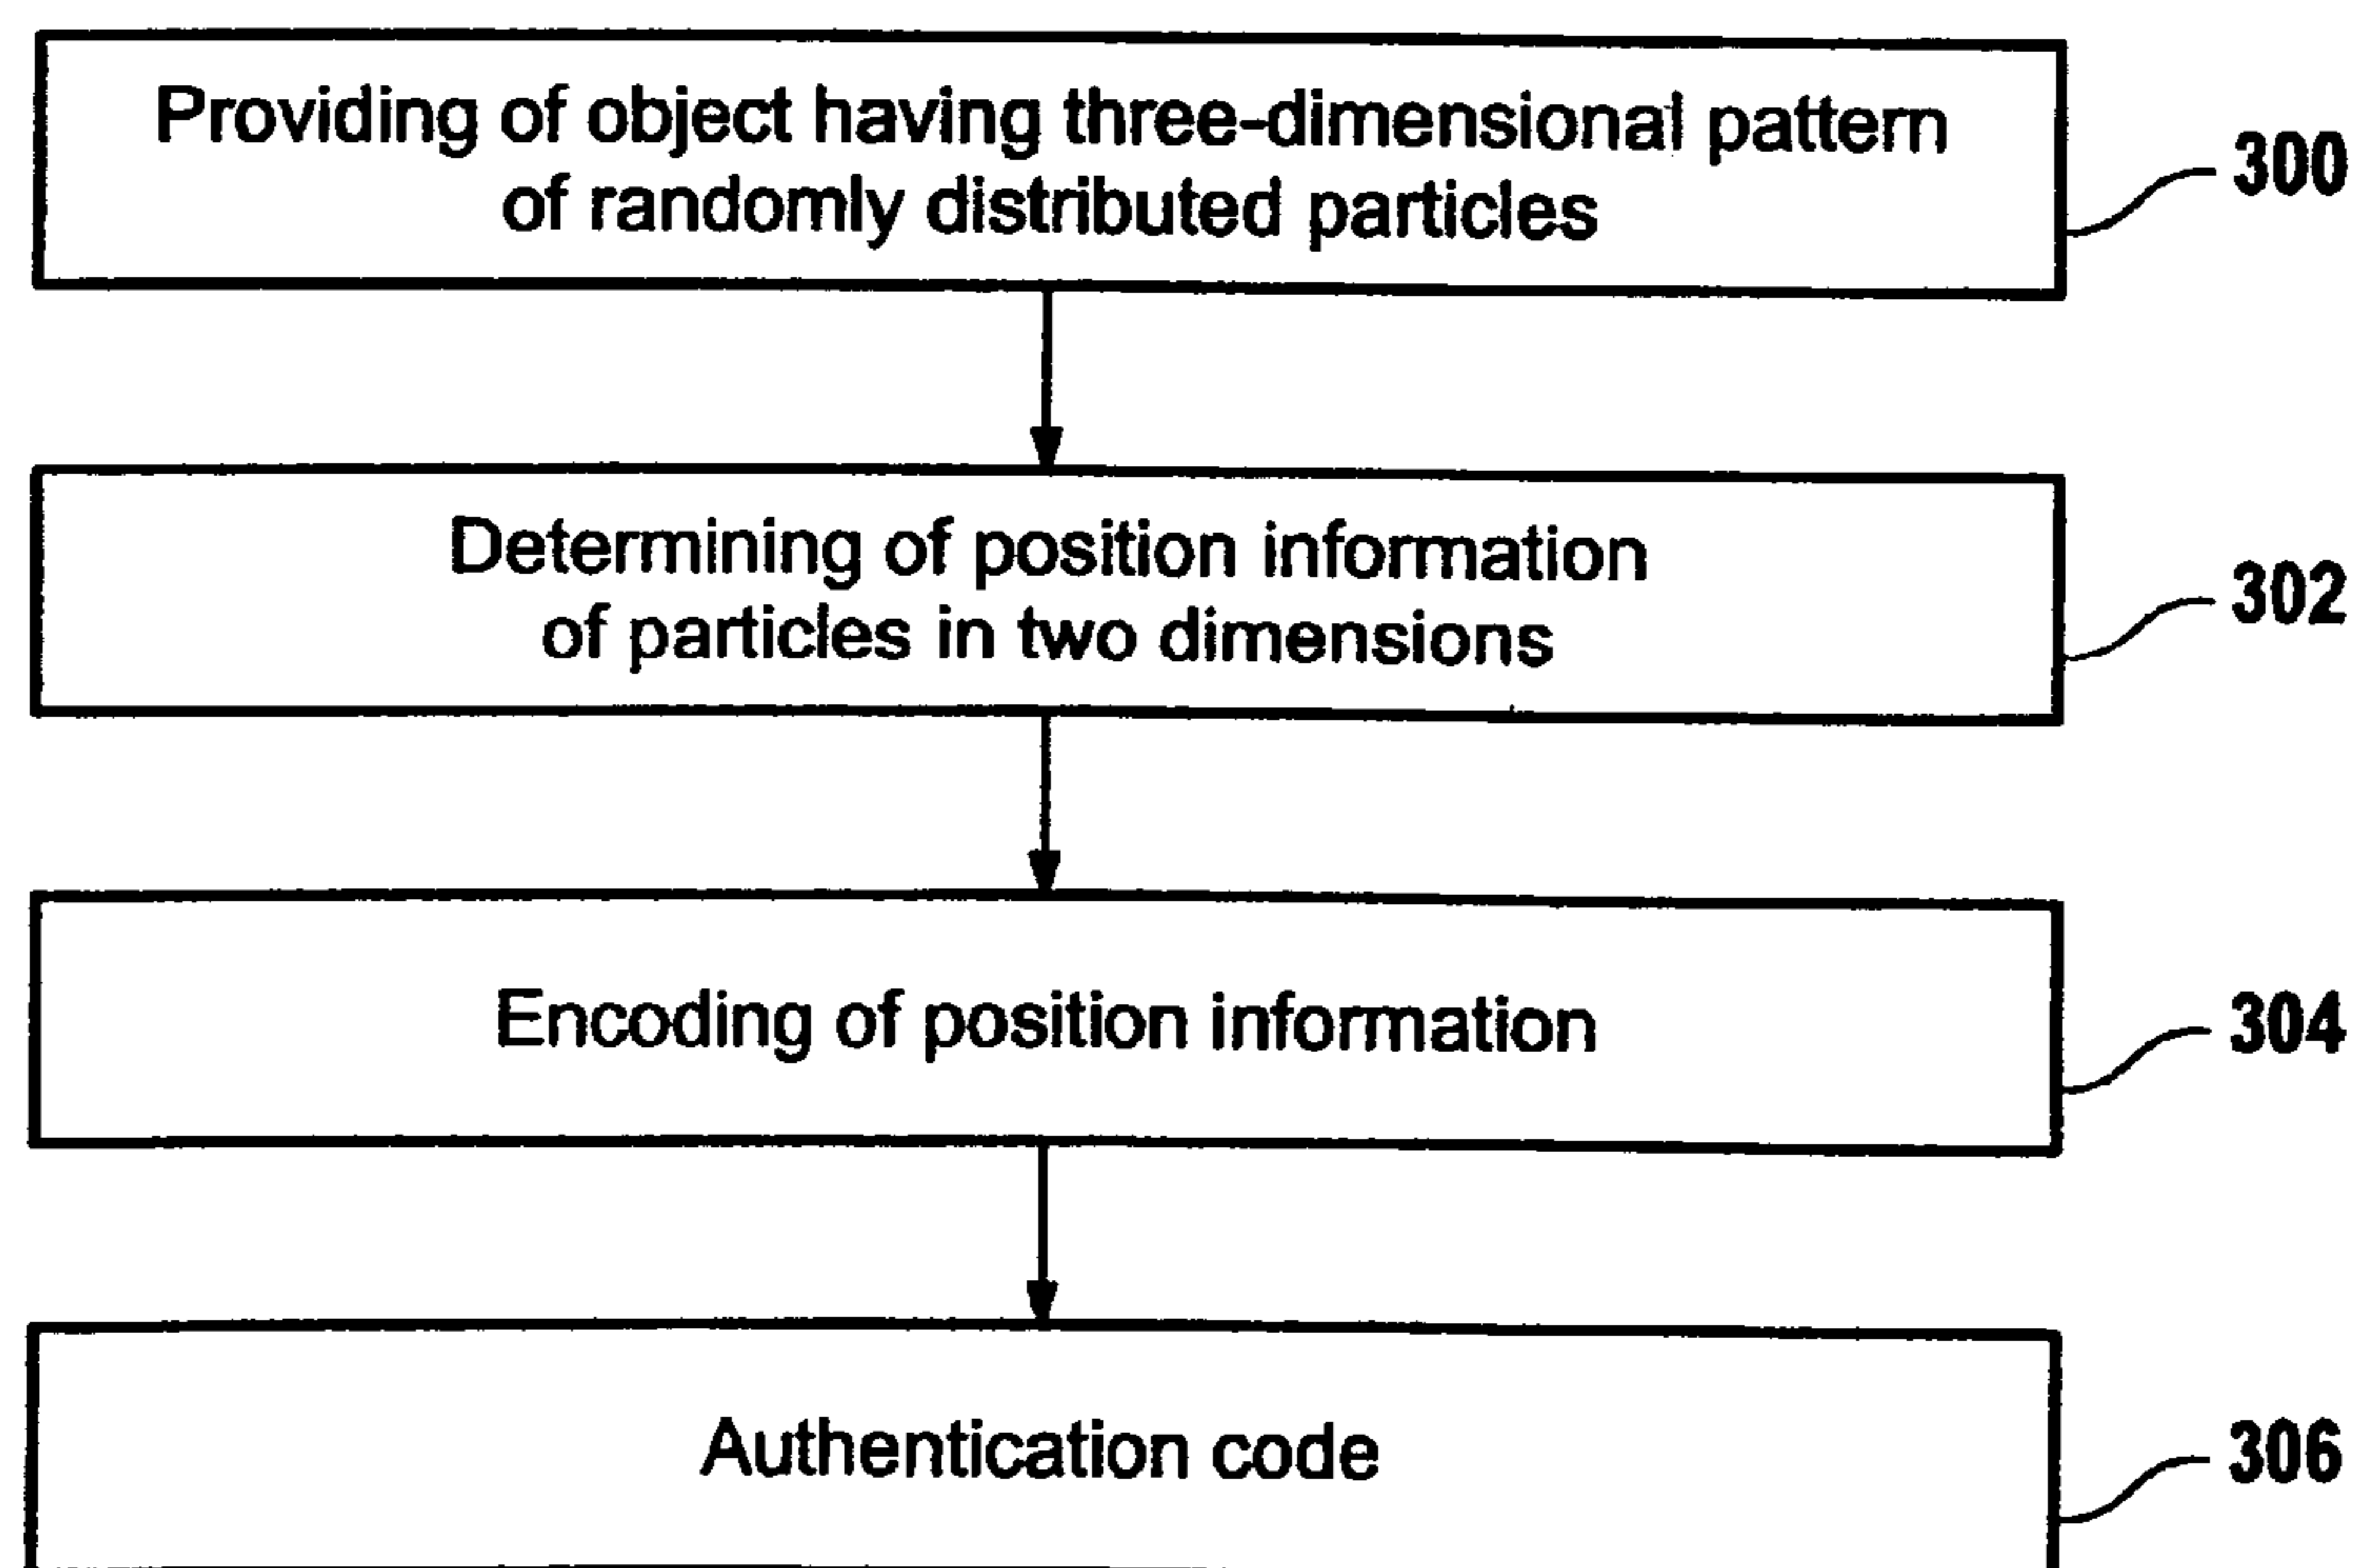 Providing of object having three-dimensional pattern
of randomly distributed particles
300
Determining of position information
of particles in two dimensions
302
Encoding of position information
304
Authentication code
306